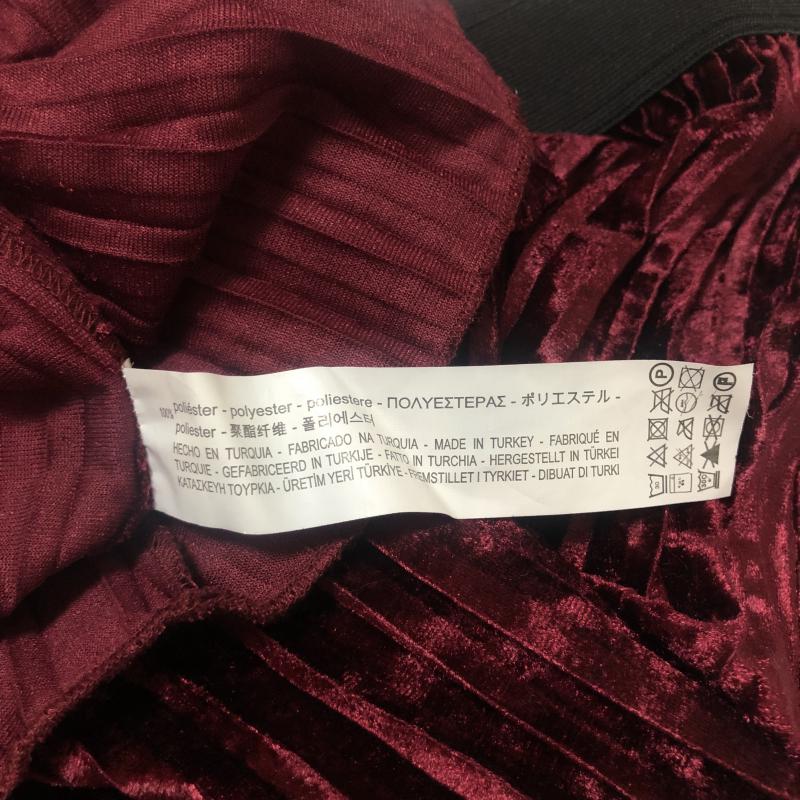 100% poliéster - polyester - poliestere - ΠΟΛΥΕΣΤΕΡΑΣ - ポリエステル -
poliester - 聚酯纤维 - 폴리에스터
HECHO EN TURQUIA - FABRICADO NA TURQUIA - MADE IN TURKEY - FABRIQUÉ EN
TURQUIE - GEFABRICEERD IN TURKIJE - FATTO IN TURCHIA - HERGESTELLT IN TÜRKEI
ΚΑΤΑΣΚΕΥΗ ΤΟΥΡΚΙΑ - ÜRETİM YERİ TÜRKİYE - FREMSTILLET I TYRKIET - DIBUAT DI TURKI
P
P